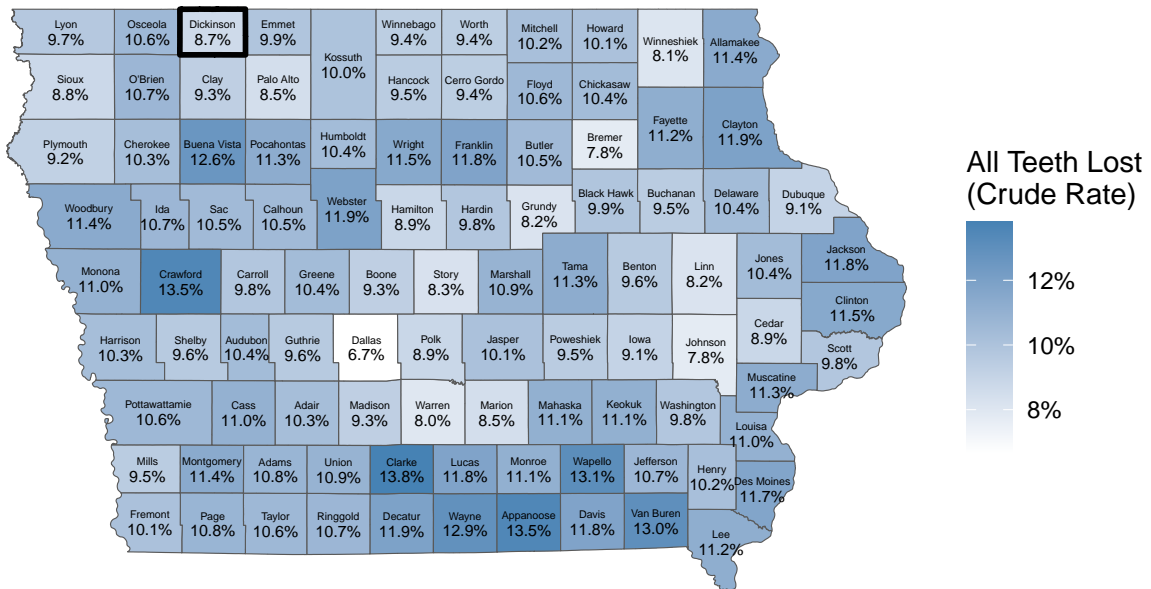 Lyon
9.7%
Osceola
10.6%
Dickinson
8.7%
Emmet
9.9%
Kossuth
10.0%
Winnebago
9.4%
Worth
9.4%
Mitchell
10.2%
Howard
10.1%
Winneshiek
8.1%
Allamakee
11.4%
Sioux
8.8%
O'Brien
10.7%
Clay
9.3%
Palo Alto
8.5%
Hancock
9.5%
Cerro Gordo
9.4%
Floyd
10.6%
Chickasaw
10.4%
Plymouth
9.2%
Cherokee
10.3%
Buena Vista
12.6%
Pocahontas
11.3%
Humboldt
10.4%
Wright
11.5%
Franklin
11.8%
Butler
10.5%
Bremer
7.8%
Fayette
11.2%
Clayton
11.9%
Woodbury
11.4%
Ida
10.7%
Sac
10.5%
Calhoun
10.5%
Webster
11.9%
Hamilton
8.9%
Hardin
9.8%
Grundy
8.2%
Black Hawk
9.9%
Buchanan
9.5%
Delaware
10.4%
Dubuque
9.1%
Monona
11.0%
Crawford
13.5%
Carroll
9.8%
Greene
10.4%
Boone
9.3%
Story
8.3%
Marshall
10.9%
Tama
11.3%
Benton
9.6%
Linn
8.2%
Jones
10.4%
Jackson
11.8%
Clinton
11.5%
Harrison
10.3%
Shelby
9.6%
Audubon
10.4%
Guthrie
9.6%
Dallas
6.7%
Polk
8.9%
Jasper
10.1%
Poweshiek
9.5%
Iowa
9.1%
Johnson
7.8%
Cedar
8.9%
Scott
9.8%
Muscatine
11.3%
Pottawattamie
10.6%
Cass
11.0%
Adair
10.3%
Madison
9.3%
Warren
8.0%
Marion
8.5%
Mahaska
11.1%
Keokuk
11.1%
Washington
9.8%
Louisa
11.0%
Mills
9.5%
Montgomery
11.4%
Adams
10.8%
Union
10.9%
Clarke
13.8%
Lucas
11.8%
Monroe
11.1%
Wapello
13.1%
Jefferson
10.7%
Henry
10.2%
Des Moines
11.7%
Fremont
10.1%
Page
10.8%
Taylor
10.6%
Ringgold
10.7%
Decatur
11.9%
Wayne
12.9%
Appanoose
13.5%
Davis
11.8%
Van Buren
13.0%
Lee
11.2%
All Teeth Lost
(Crude Rate)
12%
10%
8%